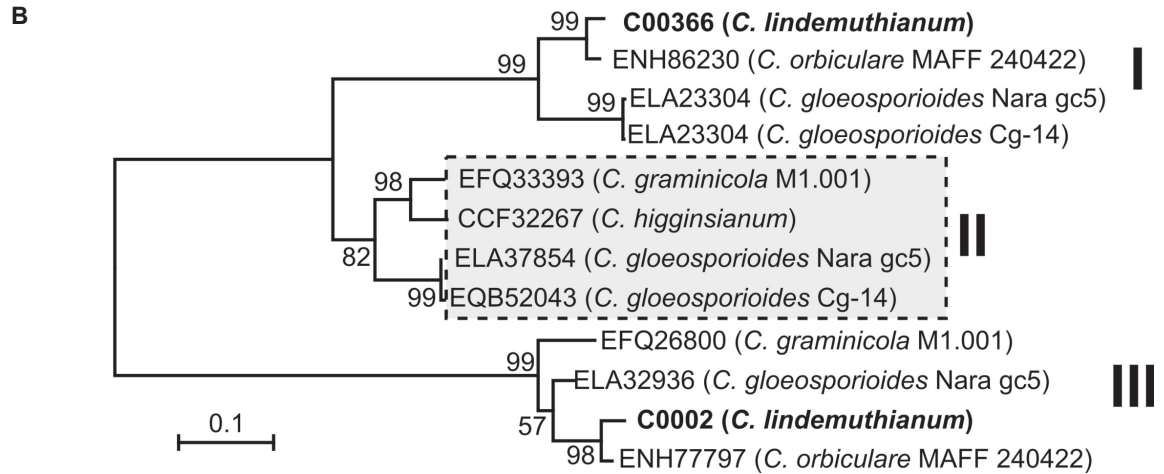 B
99
C00366 (C. lindemuthianum)
99
ENH86230 (C. orbiculare MAFF 240422)
I
99
ELA23304 (C. gloeosporioides Nara gc5)
ELA23304 (C. gloeosporioides Cg-14)
98
EFQ33393 (C. graminicola M1.001)
CCF32267 (C. higginsianum)
II
82
ELA37854 (C. gloeosporioides Nara gc5)
99
EQB52043 (C. gloeosporioides Cg-14)
EFQ26800 (C. graminicola M1.001)
99
ELA32936 (C. gloeosporioides Nara gc5)
III
0.1
57
C0002 (C. lindemuthianum)
98
ENH77797 (C. orbiculare MAFF 240422)